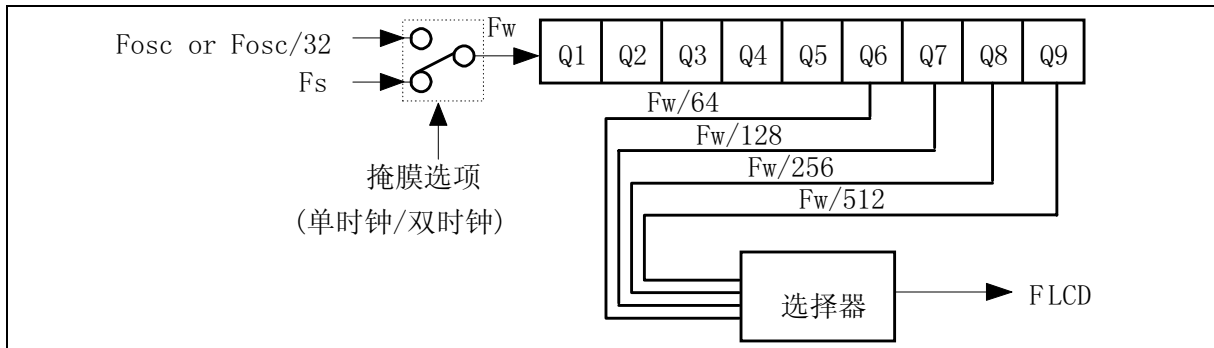 Fosc or Fosc/32
Fw
Q1 Q2 Q3 Q4 Q5 Q6 Q7 Q8 Q9
Fs
Fw/64
Fw/128
Fw/256
Fw/512
掩膜选项
(单时钟/双时钟)
选择器
FLCD